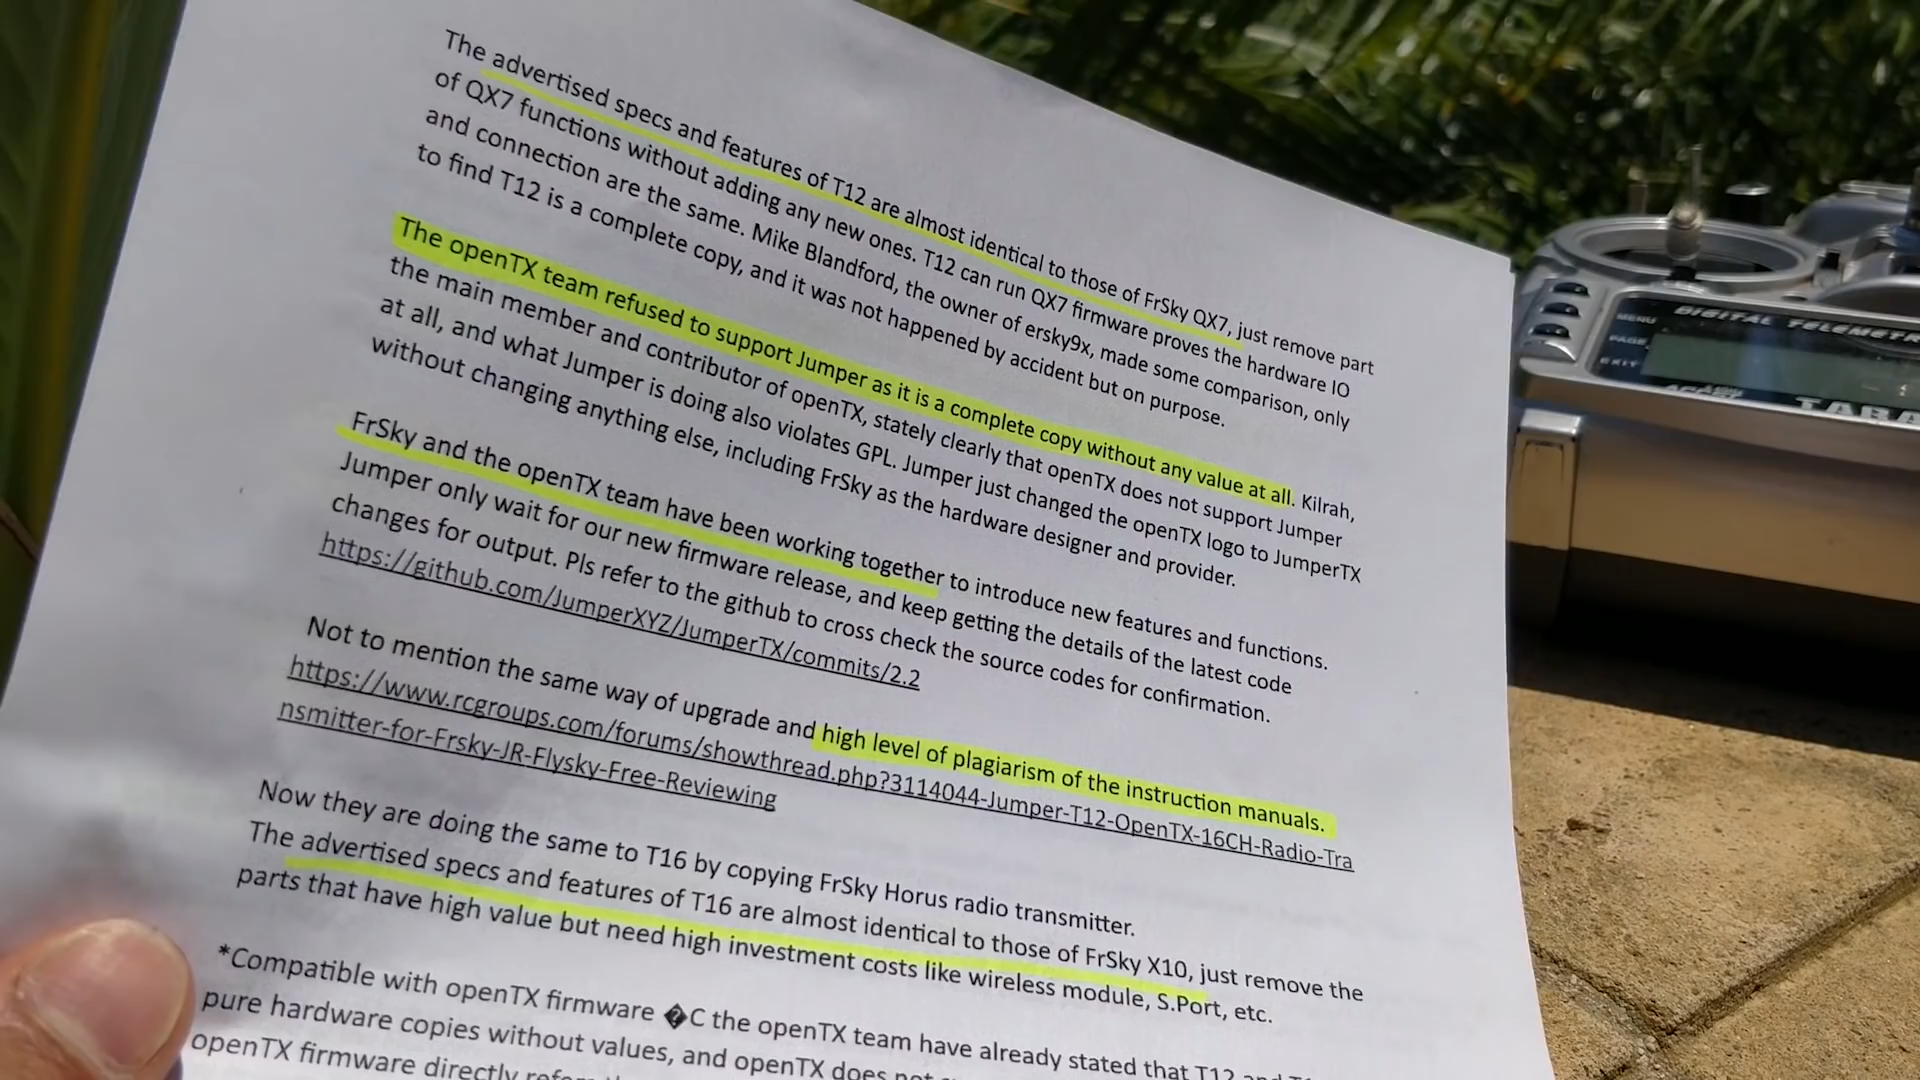 The advertised specs and features of T12 are almost identical to those of FrSky QX7, just remove part
of QX7 functions without adding any new ones. T12 can run QX7 firmware proves the hardware IO
and connection are the same. Mike Blandford, the owner of ersky9x, made some comparison, only
to find T12 is a complete copy, and it was not happened by accident but on purpose.
The openTX team refused to support Jumper as it is a complete copy without any value at all. Kilrah,
the main member and contributor of openTX, stately clearly that openTX does not support Jumper
at all, and what Jumper is doing also violates GPL. Jumper just changed the openTX logo to JumperTX
without changing anything else, including FrSky as the hardware designer and provider.
FrSky and the openTX team have been working together to introduce new features and functions.
Jumper only wait for our new firmware release, and keep getting the details of the latest code
changes for output. Pls refer to the github to cross check the source codes for confirmation.
https://github.com/JumperXYZ/JumperTX/commits/2.2
Not to mention the same way of upgrade and high level of plagiarism of the instruction manuals.
https://www.rcgroups.com/forums/showthread.php?3114044-Jumper-T12-OpenTX-16CH-Radio-Tra
nsmitter-for-Frsky-JR-Flysky-Free-Reviewing
Now they are doing the same to T16 by copying FrSky Horus radio transmitter.
The advertised specs and features of T16 are almost identical to those of FrSky X10, just remove the
parts that have high value but need high investment costs like wireless module, S.Port, etc.
*Compatible with openTX firmware �C the openTX team have already stated that T12 and
pure hardware copies without values, and openTX does not
openTX firmware directly
DIGITAL TELEMETR
MENU
PAGE
EXIT
TARA